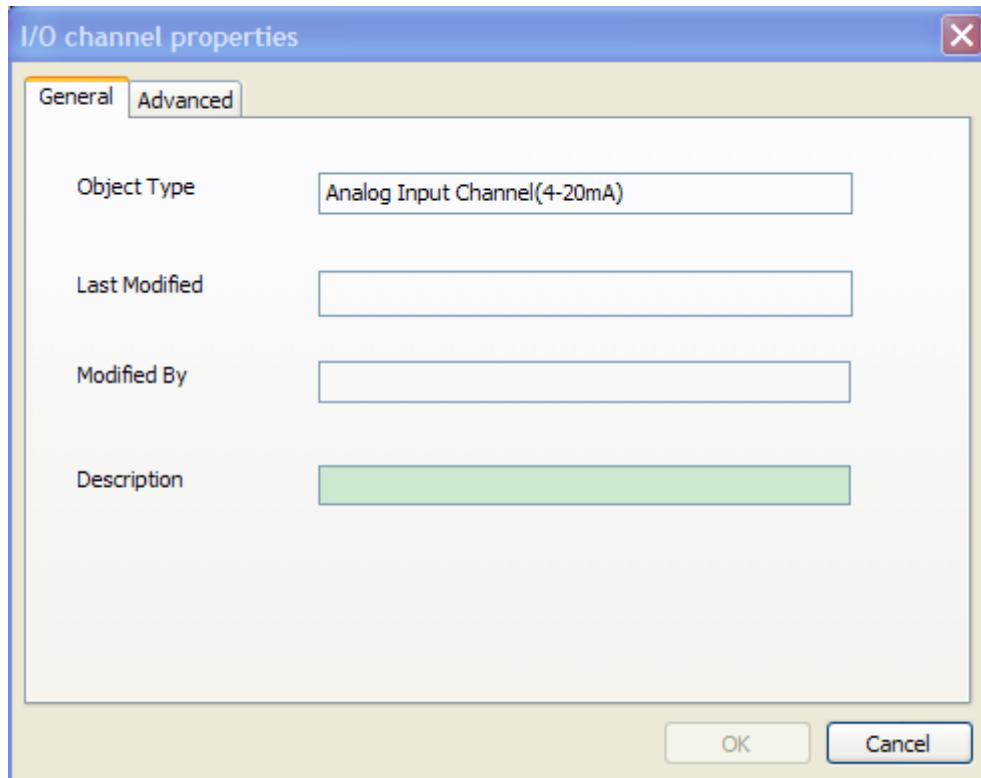 I/O channel properties
General Advanced
Object Type Analog Input Channel(4-20mA)
Last Modified
Modified By
Description
OK Cancel